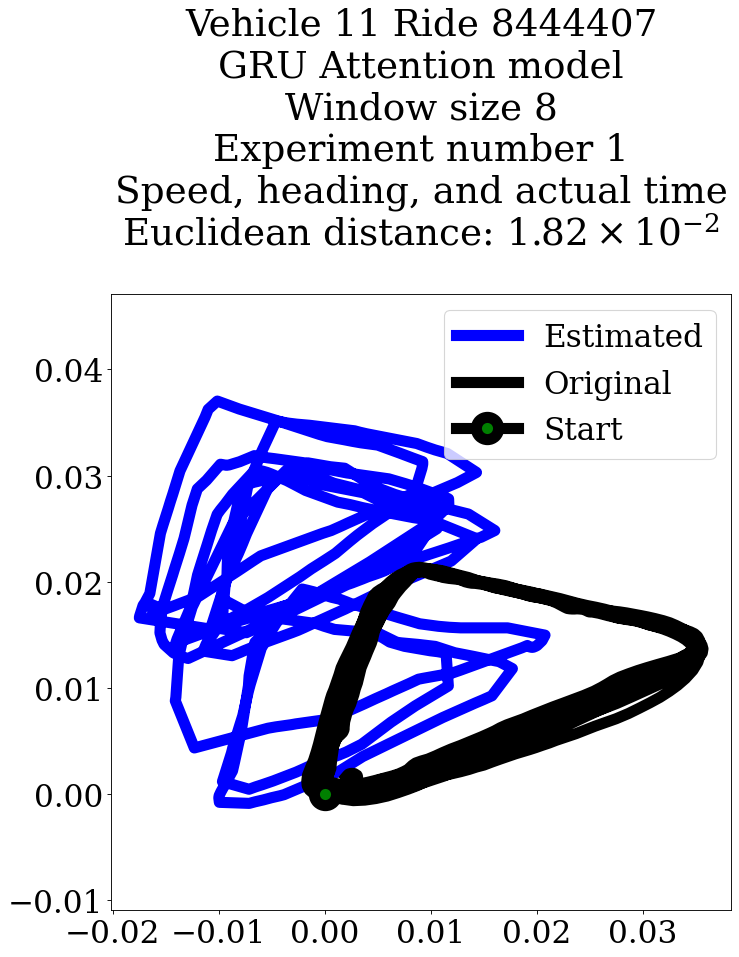 Vehicle 11 Ride 8444407
GRU Attention model
Window size 8
Experiment number 1
Speed, heading, and actual time
Euclidean distance: 1.82 × 10⁻²
Estimated
Original
Start
0.04
0.03
0.02
0.01
0.00
−0.01
−0.02 −0.01 0.00 0.01 0.02 0.03